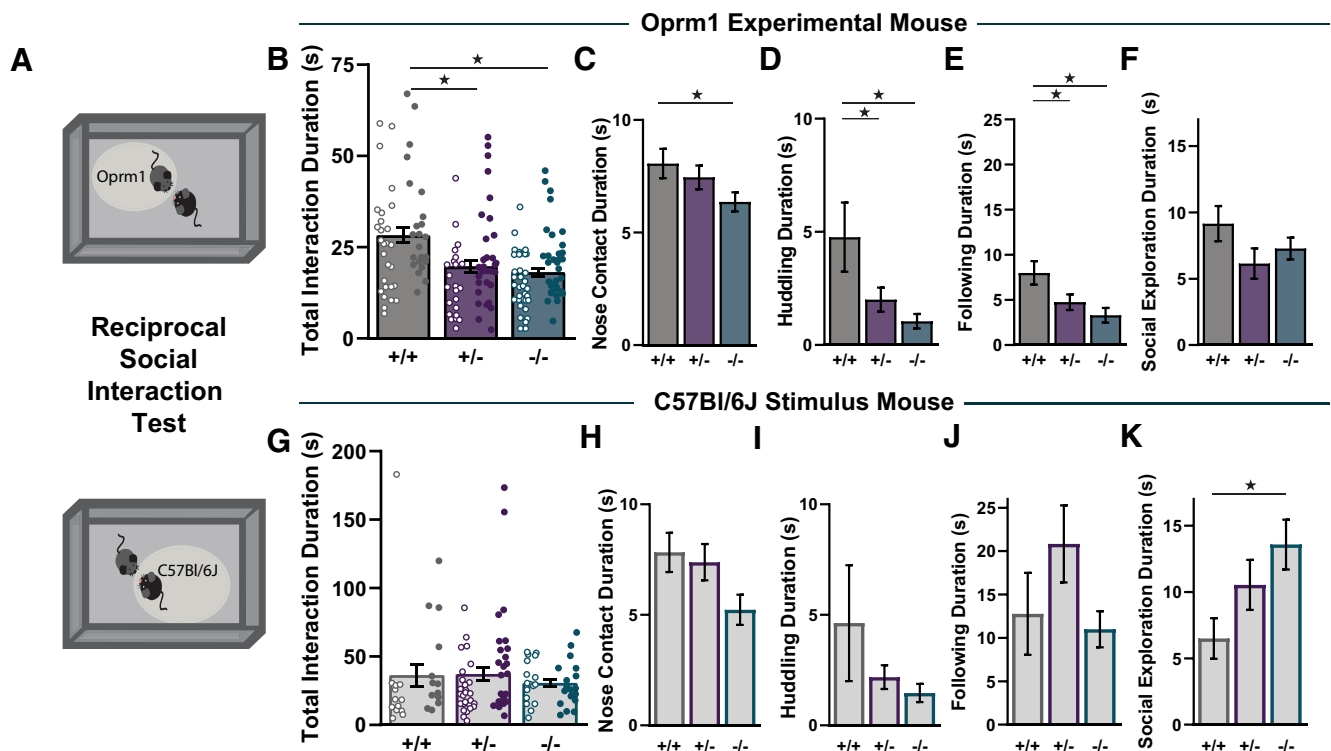 Oprm1 Experimental Mouse
A
Oprm1
Reciprocal
Social
Interaction
Test
C57Bl/6J
B
Total Interaction Duration (s)
75
50
25
0
★
★
+/+ +/- -/-
C
Nose Contact Duration (s)
10
5
0
★
+/+ +/- -/-
D
Huddling Duration (s)
10
5
0
★
★
+/+ +/- -/-
E
Following Duration (s)
25
20
15
10
5
0
★
★
+/+ +/- -/-
F
Social Exploration Duration (s)
15
10
5
0
+/+ +/- -/-
C57Bl/6J Stimulus Mouse
G
Total Interaction Duration (s)
200
150
100
50
0
+/+ +/- -/-
H
Nose Contact Duration (s)
10
5
0
+/+ +/- -/-
I
Huddling Duration (s)
10
5
0
+/+ +/- -/-
J
Following Duration (s)
25
20
15
10
5
0
+/+ +/- -/-
K
Social Exploration Duration (s)
15
10
5
0
★
+/+ +/- -/-